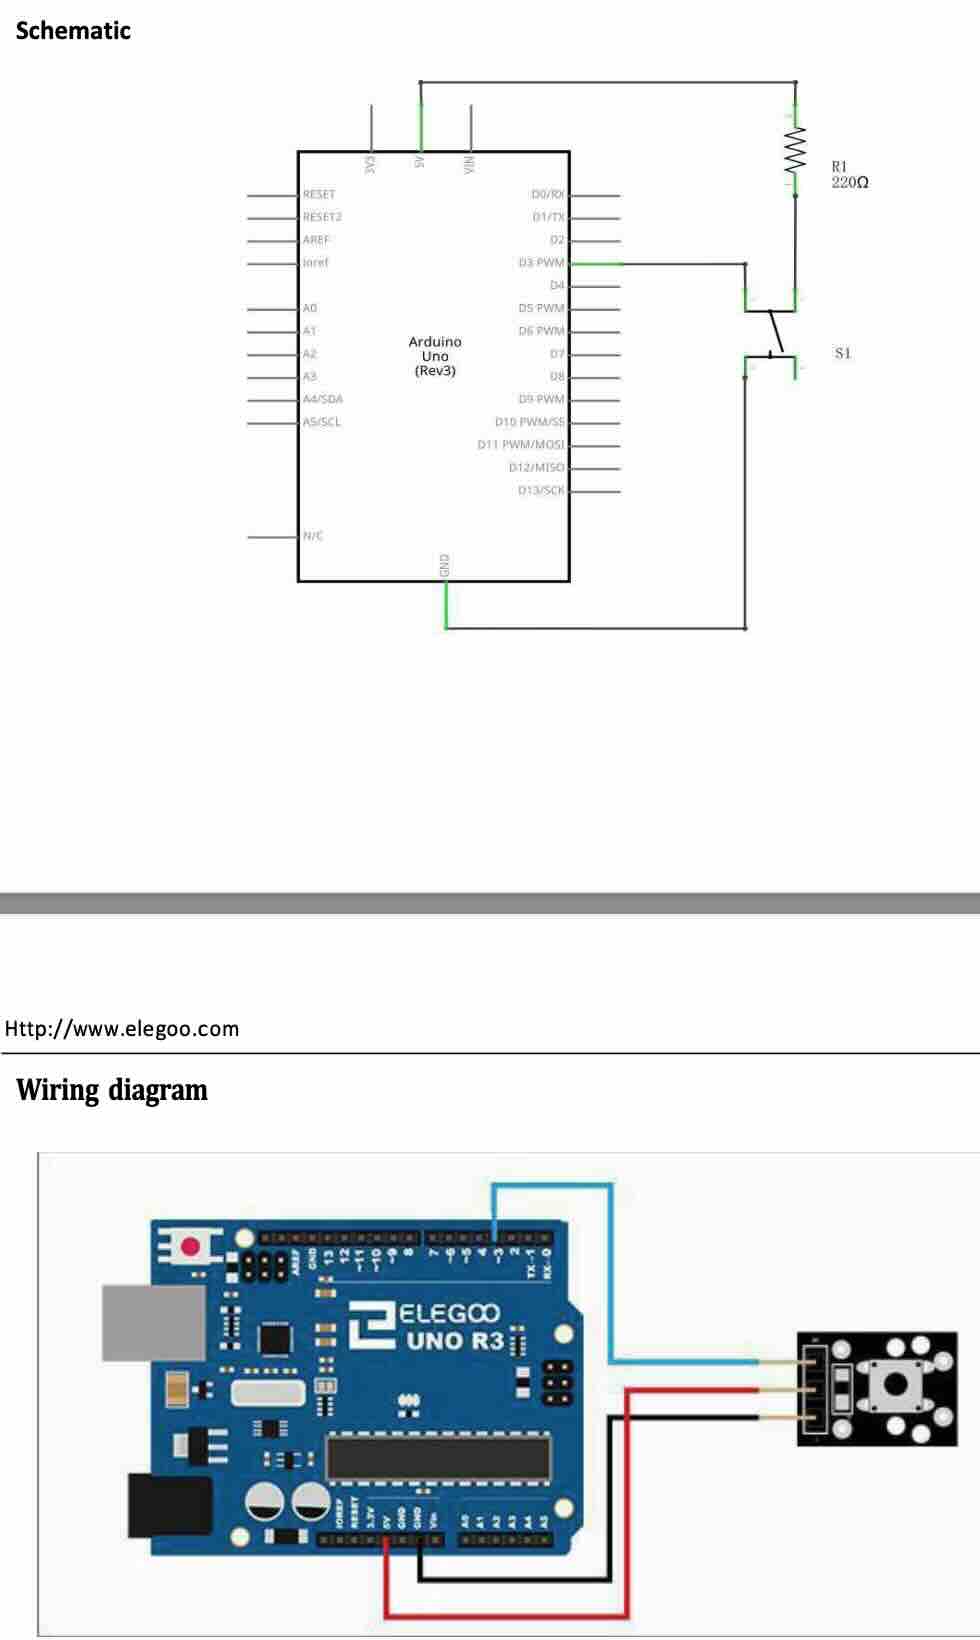 Schematic
3V3
5V
VIN
R1
220Ω
RESET
D0/RX
RESET2
D1/TX
AREF
D2
ioref
D3 PWM
D4
A0
D5 PWM
A1
D6 PWM
Arduino
Uno
(Rev3)
A2
D7
S1
A3
D8
A4/SDA
D9 PWM
A5/SCL
D10 PWM/SS
D11 PWM/MOSI
D12/MISO
D13/SCK
N/C
GND
Http://www.elegoo.com
Wiring diagram
AREF
GND
13
12
~11
~10
~9
8
7
~6
~5
4
~3
2
TX→1
RX←0
ELEGOO
UNO R3
IOREF
RESET
3.3V
5V
GND
GND
Vin
A0
A1
A2
A3
A4
A5